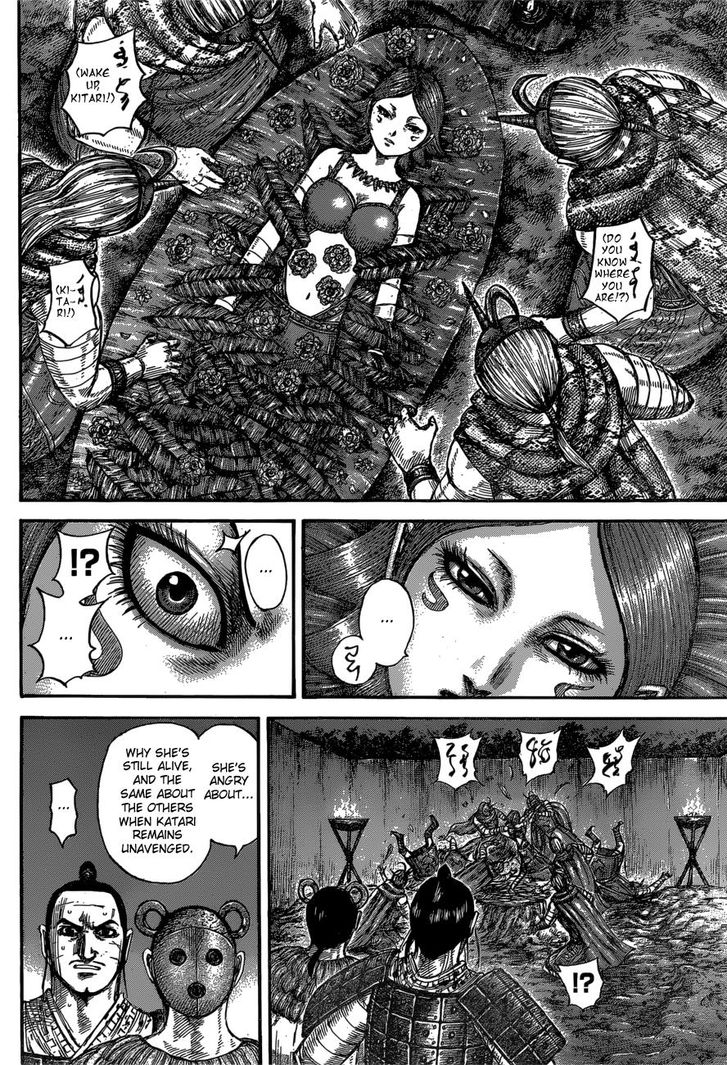 (DO
YOU
KNOW
WHERE
YOU
ARE!?)
(WAKE
UP,
KITARI!)
(KI-
TA-
RI!)
...
...
!?
...
!?
SHE'S
ANGRY
ABOUT...
WHY SHE'S
STILL ALIVE,
AND THE
SAME ABOUT
THE OTHERS
WHEN KATARI
REMAINS
UNAVENGED.
...